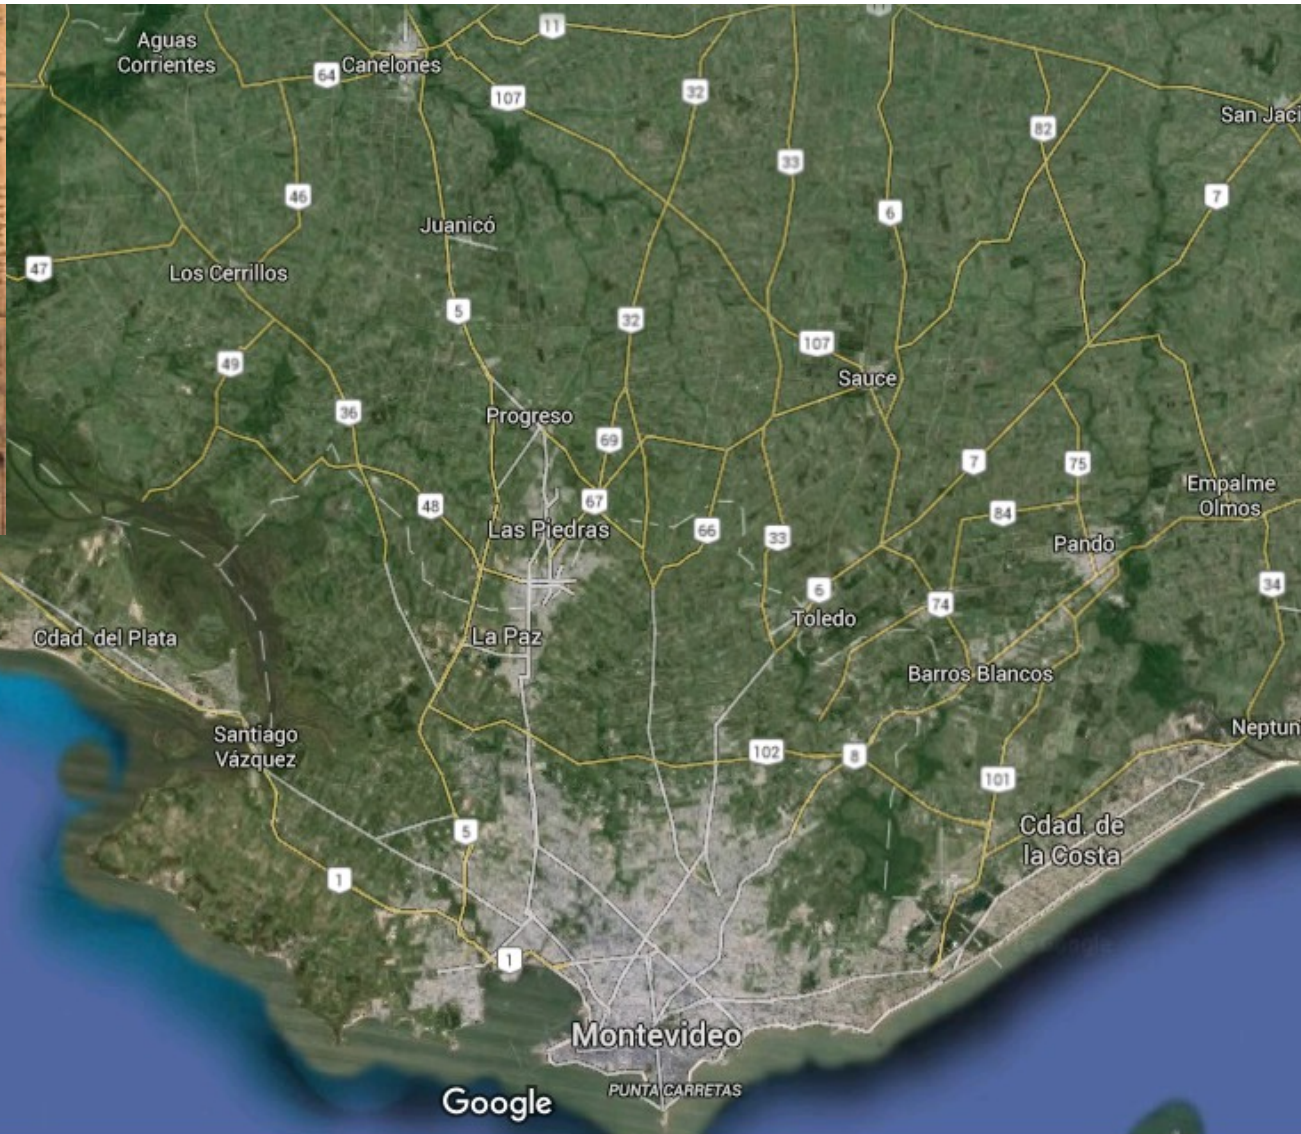 11
11
Aguas
Corrientes
64
Canelones
107
32
82
San Jaci
33
46
6
7
Juanicó
47
Los Cerrillos
5
32
107
49
Sauce
36
Progreso
69
7
75
67
48
Empalme
Olmos
84
Las Piedras
66
33
Pando
6
34
74
Toledo
Cdad. del Plata
La Paz
Barros Blancos
Santiago
Vázquez
Neptun
102
8
101
5
Cdad. de
la Costa
1
1
Montevideo
PUNTA CARRETAS
Google